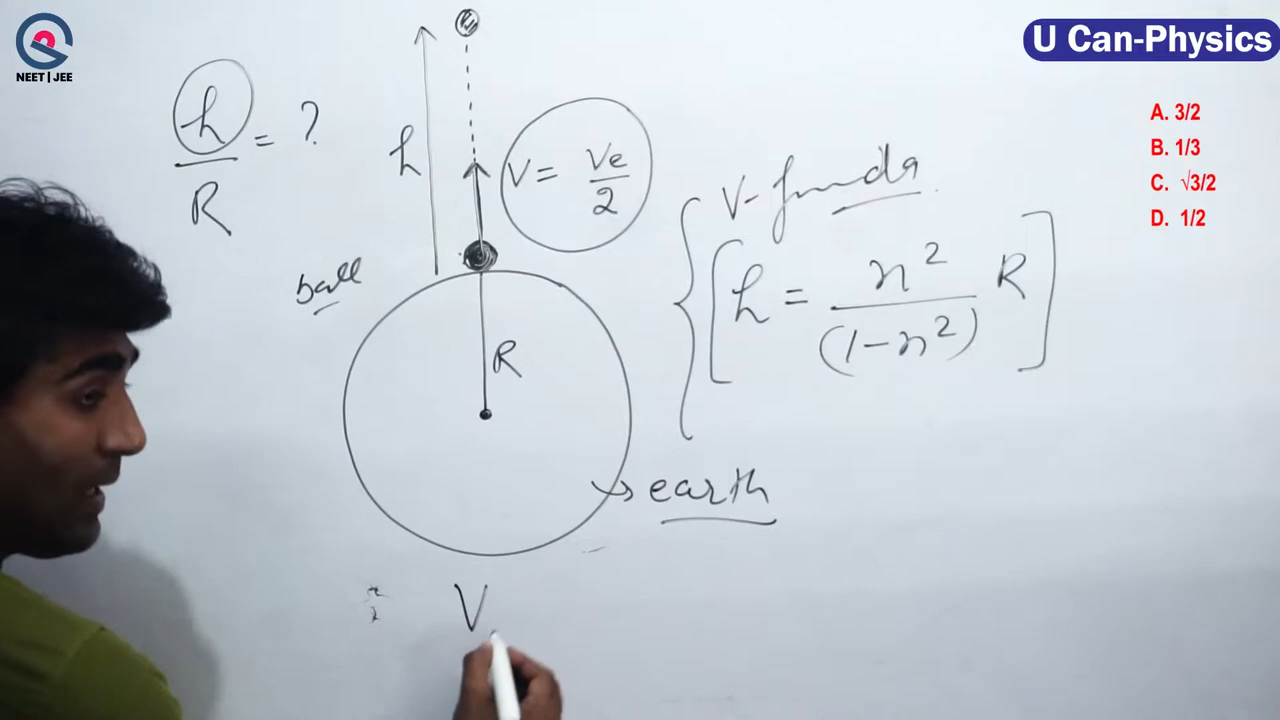 NEET | JEE
U Can-Physics
A. 3/2
B. 1/3
C. √3/2
D. 1/2
h/R = ?
h
V = Ve/2
ball
R
V-funda
[h = n²/(1-n²) R]
earth
V